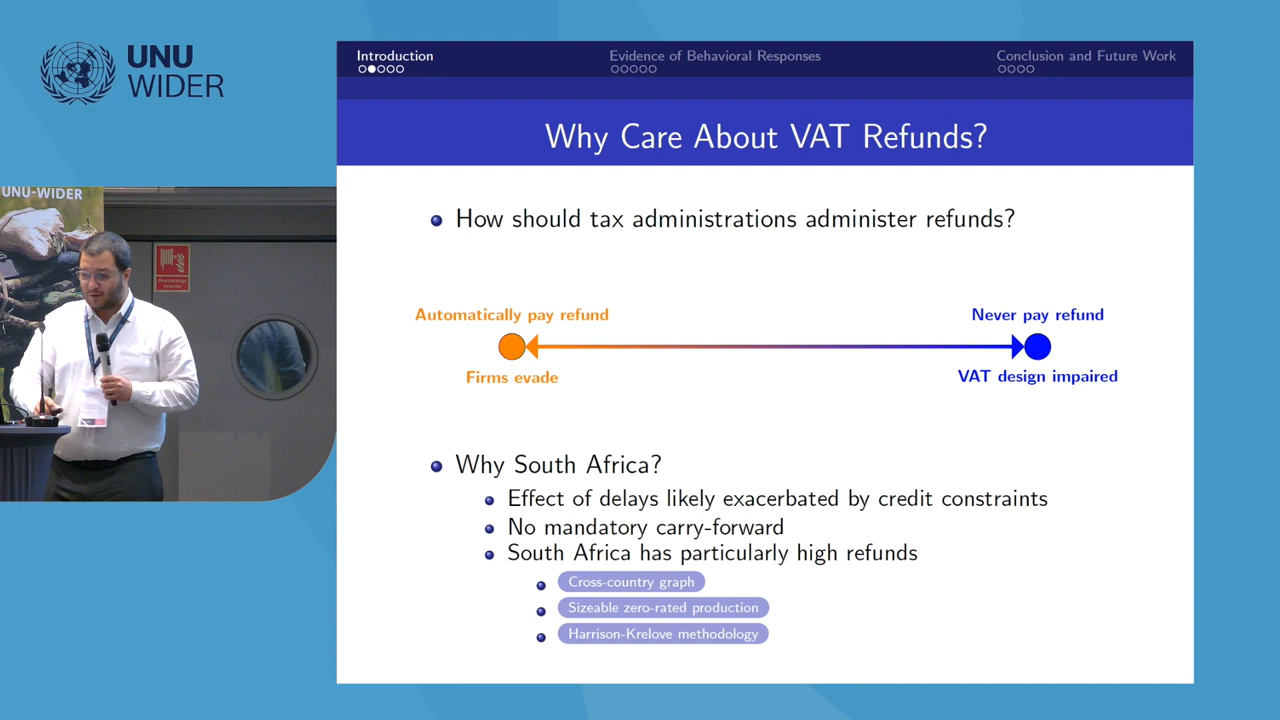 UNU
WIDER
UNU-WIDER
Introduction
Evidence of Behavioral Responses
Conclusion and Future Work
Why Care About VAT Refunds?
How should tax administrations administer refunds?
Automatically pay refund
Never pay refund
Firms evade
VAT design impaired
Why South Africa?
Effect of delays likely exacerbated by credit constraints
No mandatory carry-forward
South Africa has particularly high refunds
Cross-country graph
Sizeable zero-rated production
Harrison-Krelove methodology